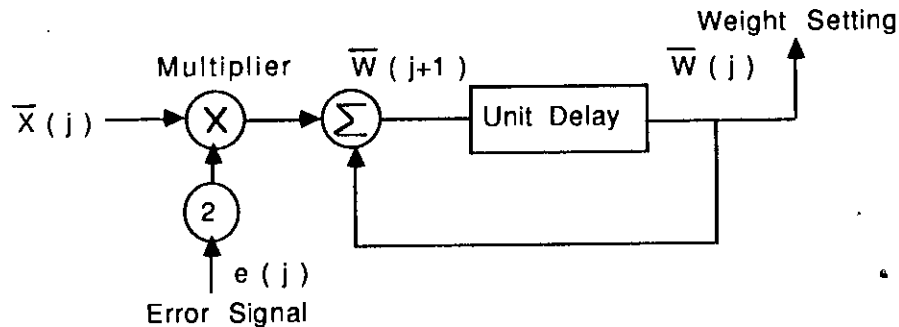 Weight Setting
Multiplier
W̅ ( j+1 )
W̅ ( j )
X̅ ( j )
X
Σ
Unit Delay
2
e ( j )
Error Signal